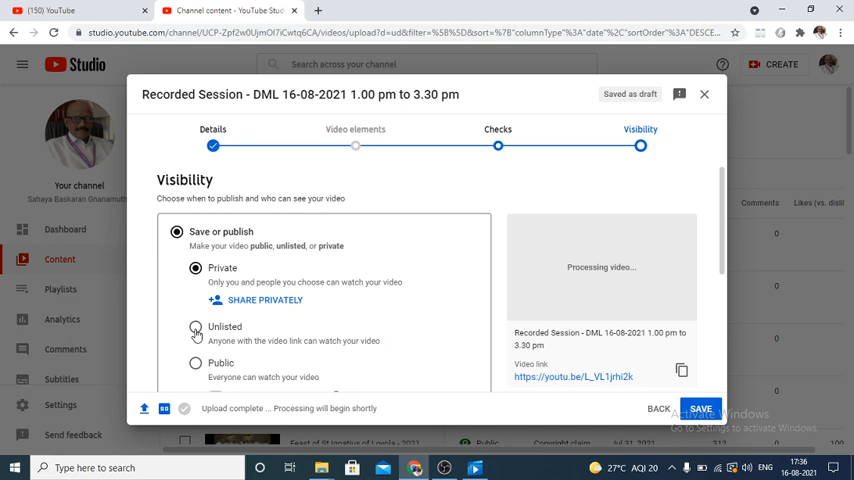 (150) YouTube
Channel content - YouTube Stud
studio.youtube.com/channel/UCP-Zpf2w0UjmOI7iCwtq6CA/videos/upload?d=ud&filter=%5B%5D&sort=%7B"columnType"%3A"date"%2C"sortOrder"%3A"DESCE...
Studio
Search across your channel
CREATE
Recorded Session - DML 16-08-2021 1.00 pm to 3.30 pm
Saved as draft
Details
Video elements
Checks
Visibility
Visibility
Choose when to publish and who can see your video
Save or publish
Make your video public, unlisted, or private
Private
Only you and people you choose can watch your video
SHARE PRIVATELY
Unlisted
Anyone with the video link can watch your video
Public
Everyone can watch your video
Processing video...
Recorded Session - DML 16-08-2021 1.00 pm to
3.30 pm
Video link
https://youtu.be/L_VL1jrhi2k
Upload complete ... Processing will begin shortly
BACK
SAVE
Your channel
Sahaya Baskaran Gnanamuth
Dashboard
Content
Playlists
Analytics
Comments
Subtitles
Settings
Send feedback
Comments
Likes (vs. disli
0
0
0
0
0
Feast of St Ignatius of Loyola - 2021
Public
Copyright claim
Jul 31, 2021
312
0
100
Activate Windows
Go to Settings to activate Windows.
Type here to search
27°C AQI 20
ENG
17:36
16-08-2021